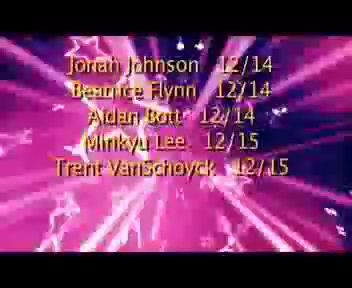 Jonah Johnson 12/14
Beatrice Flynn 12/14
Aidan Bott 12/14
Minkyu Lee 12/15
Trent VanSchoyck 12/15